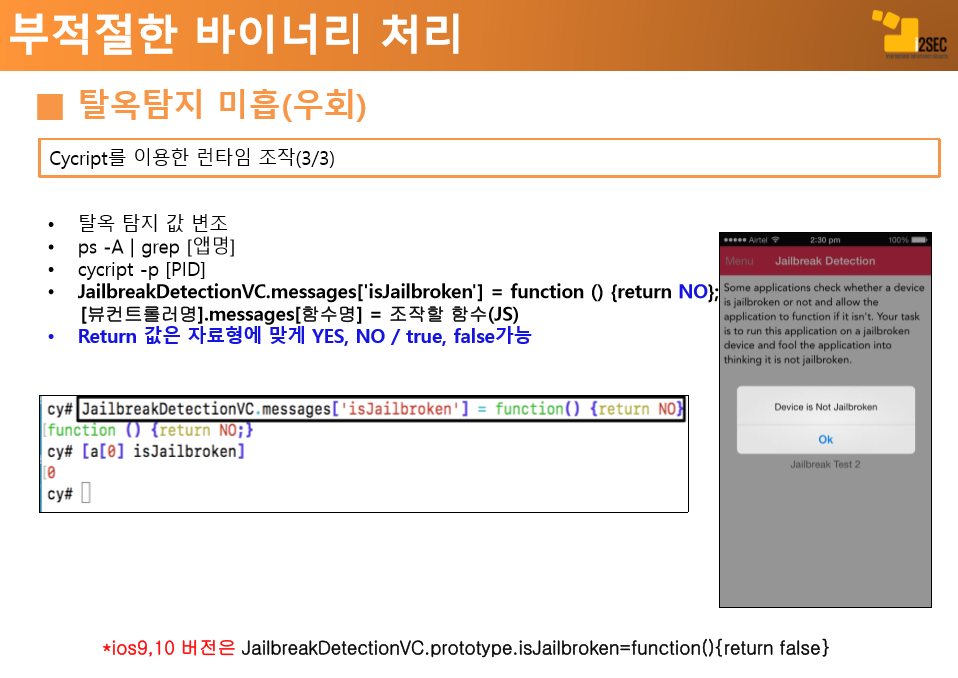 부적절한 바이너리 처리
i2SEC
■ 탈옥탐지 미흡(우회)
Cycript를 이용한 런타임 조작(3/3)
• 탈옥 탐지 값 변조
• ps -A | grep [앱명]
• cycript -p [PID]
• JailbreakDetectionVC.messages['isJailbroken'] = function () {return NO};
[뷰컨트롤러명].messages[함수명] = 조작할 함수(JS)
• Return 값은 자료형에 맞게 YES, NO / true, false가능
cy# JailbreakDetectionVC.messages['isJailbroken'] = function() {return NO}
function () {return NO;}
cy# [a[0] isJailbroken]
0
cy#
Airtel 2:30 pm 100%
Menu Jailbreak Detection
Some applications check whether a device
is jailbroken or not and allow the
application to function if it isn't. Your task
is to run this application on a jailbroken
device and fool the application into
thinking it is not jailbroken.
Device is Not Jailbroken
Ok
Jailbreak Test 2
*ios9,10 버전은 JailbreakDetectionVC.prototype.isJailbroken=function(){return false}